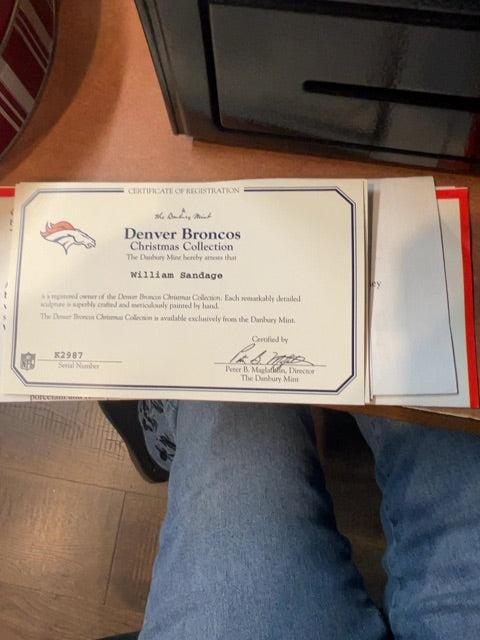 CERTIFICATE OF REGISTRATION
The Danbury Mint
Denver Broncos
Christmas Collection
The Danbury Mint hereby attests that
William Sandage
is a registered owner of the Denver Broncos Christmas Collection. Each remarkably detailed
sculpture is superbly crafted and meticulously painted by hand.
The Denver Broncos Christmas Collection is available exclusively from the Danbury Mint.
Certified by
K2987
Serial Number
Peter B. Maglathlin, Director
The Danbury Mint
NFL